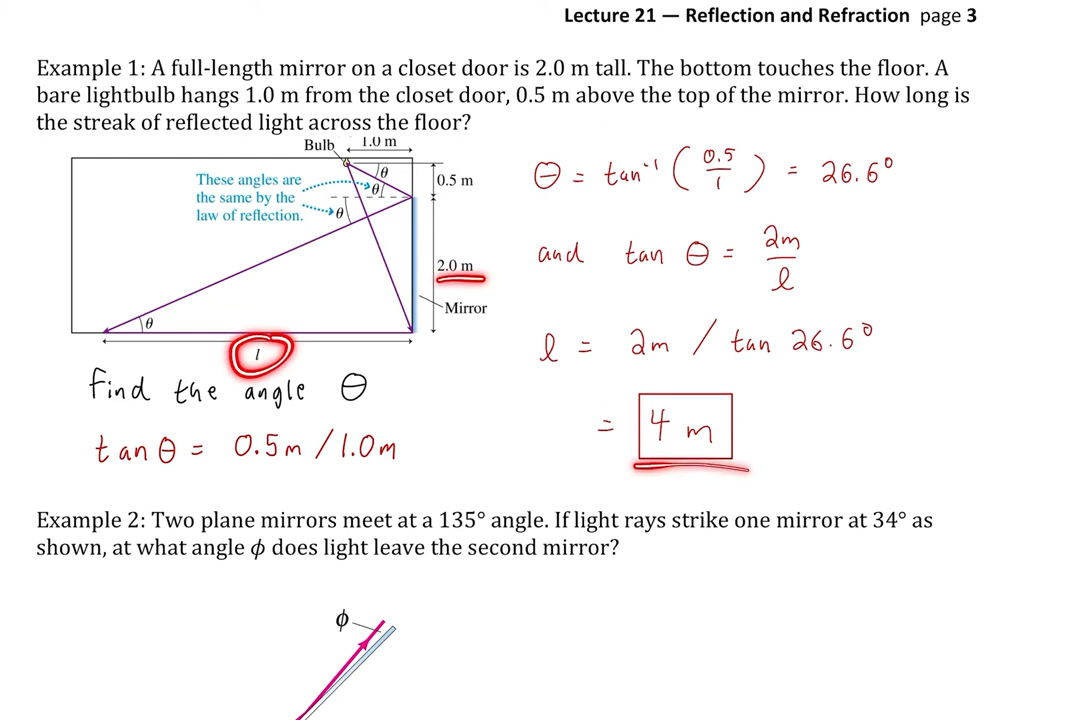 Lecture 21 — Reflection and Refraction page 3
Example 1: A full-length mirror on a closet door is 2.0 m tall. The bottom touches the floor. A
bare lightbulb hangs 1.0 m from the closet door, 0.5 m above the top of the mirror. How long is
the streak of reflected light across the floor?
Bulb 1.0 m
θ
0.5 m
These angles are
the same by the
law of reflection.
θ
θ
2.0 m
Mirror
θ
l
find the angle θ
tan θ = 0.5m / 1.0m
θ = tan⁻¹ (0.5/1) = 26.6°
and tan θ = 2m/l
l = 2m / tan 26.6°
= 4 m
Example 2: Two plane mirrors meet at a 135° angle. If light rays strike one mirror at 34° as
shown, at what angle ϕ does light leave the second mirror?
ϕ